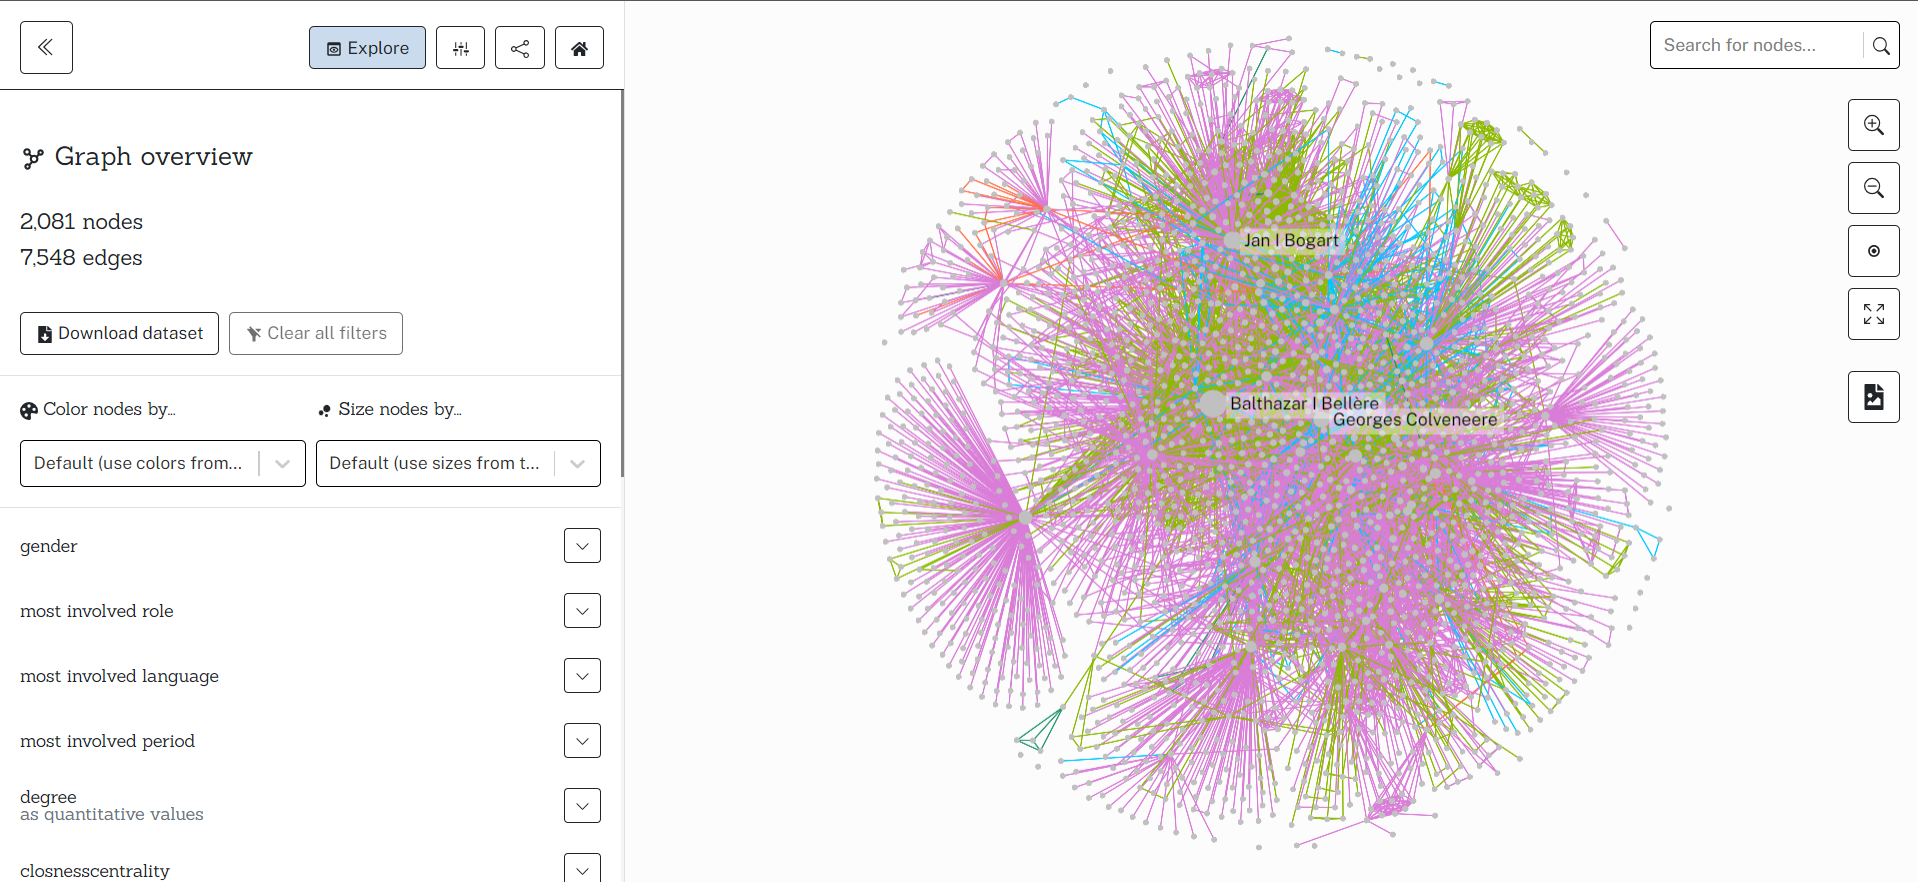 Explore
Search for nodes...
Graph overview
2,081 nodes
7,548 edges
Download dataset
Clear all filters
Color nodes by...
Size nodes by...
Default (use colors from...
Default (use sizes from t...
gender
most involved role
most involved language
most involved period
degree
as quantitative values
closnesscentrality
Jan I Bogart
Balthazar I Bellère
Georges Colveneere